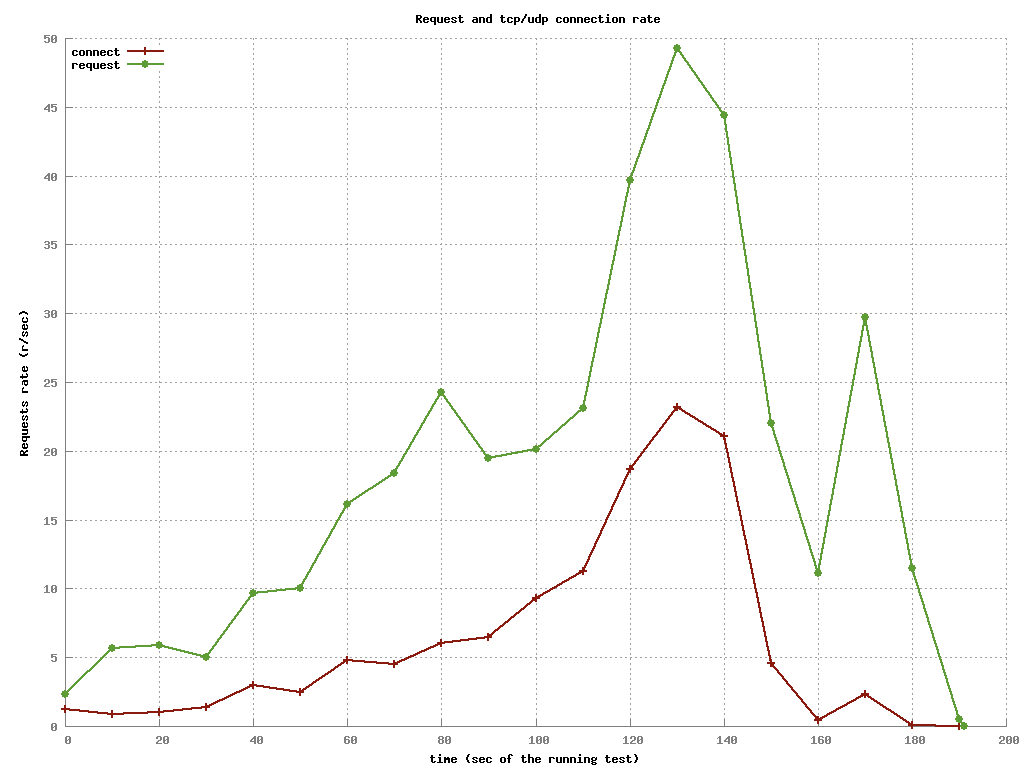 Request and tcp/udp connection rate
connect
request
50
45
40
35
30
25
20
15
10
5
0
Requests rate (r/sec)
0 20 40 60 80 100 120 140 160 180 200
time (sec of the running test)